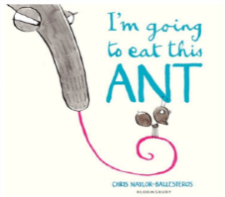 I'm going
to eat this
ANT
CHRIS NAYLOR-BALLESTEROS
BLOOMSBURY